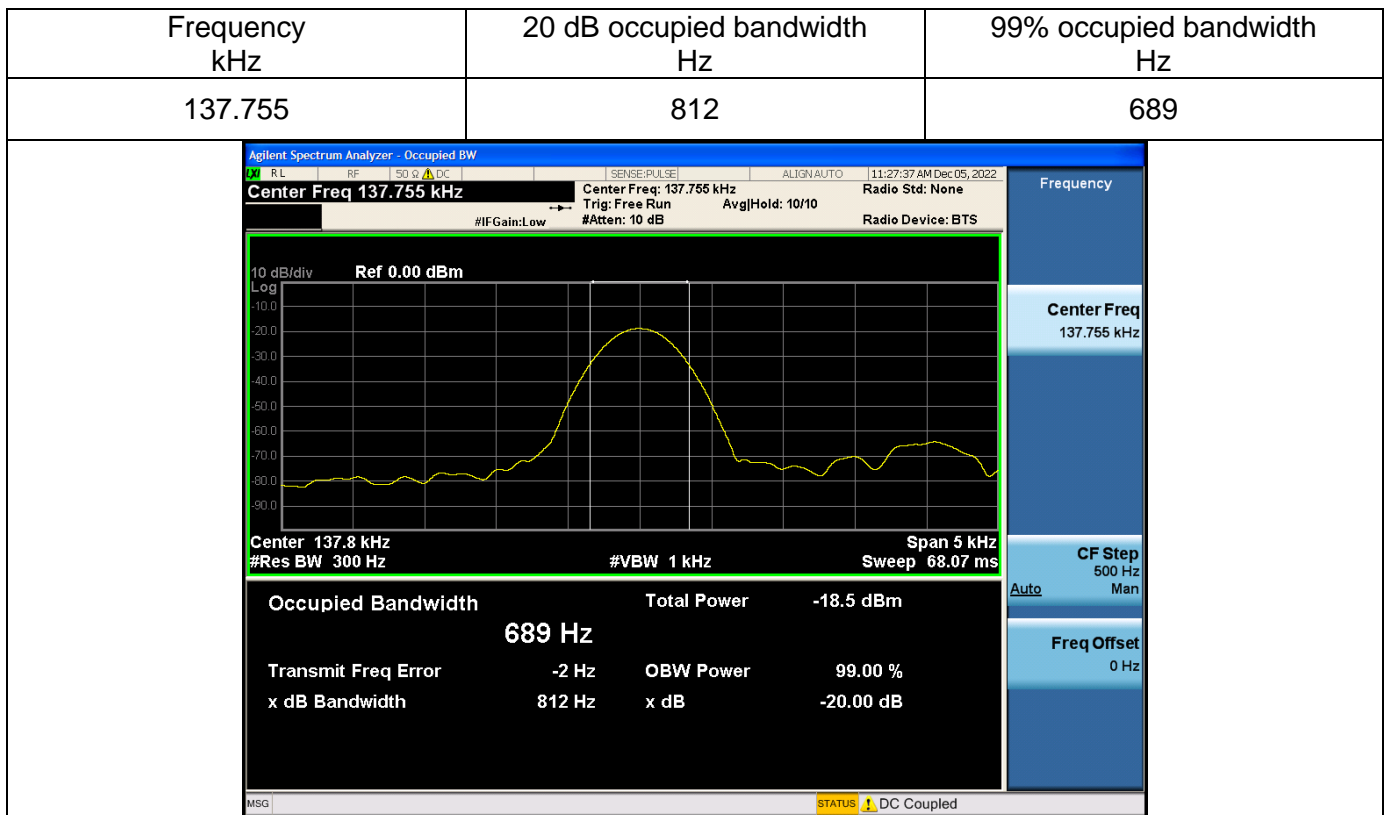 Frequency
kHz
20 dB occupied bandwidth
Hz
99% occupied bandwidth
Hz
137.755
812
689
Agilent Spectrum Analyzer - Occupied BW
LXI RL RF 50 Ω DC SENSE:PULSE ALIGN AUTO 11:27:37 AM Dec 05, 2022
Center Freq 137.755 kHz
Center Freq: 137.755 kHz
Radio Std: None
Trig: Free Run
Avg|Hold: 10/10
#IFGain:Low
#Atten: 10 dB
Radio Device: BTS
10 dB/div
Ref 0.00 dBm
Log
-10.0
-20.0
-30.0
-40.0
-50.0
-60.0
-70.0
-80.0
-90.0
Center 137.8 kHz
Span 5 kHz
#Res BW 300 Hz
#VBW 1 kHz
Sweep 68.07 ms
Occupied Bandwidth
Total Power
-18.5 dBm
689 Hz
Transmit Freq Error
-2 Hz
OBW Power
99.00 %
x dB Bandwidth
812 Hz
x dB
-20.00 dB
Frequency
Center Freq
137.755 kHz
CF Step
500 Hz
Auto Man
Freq Offset
0 Hz
MSG
STATUS
DC Coupled